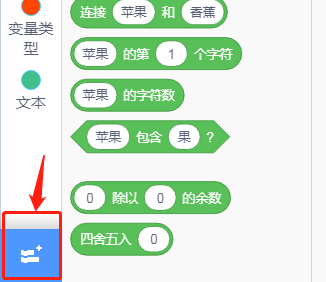 连接 苹果 和 香蕉
变量类型
苹果 的第 1 个字符
文本
苹果 的字符数
苹果 包含 果 ?
0 除以 0 的余数
四舍五入 0